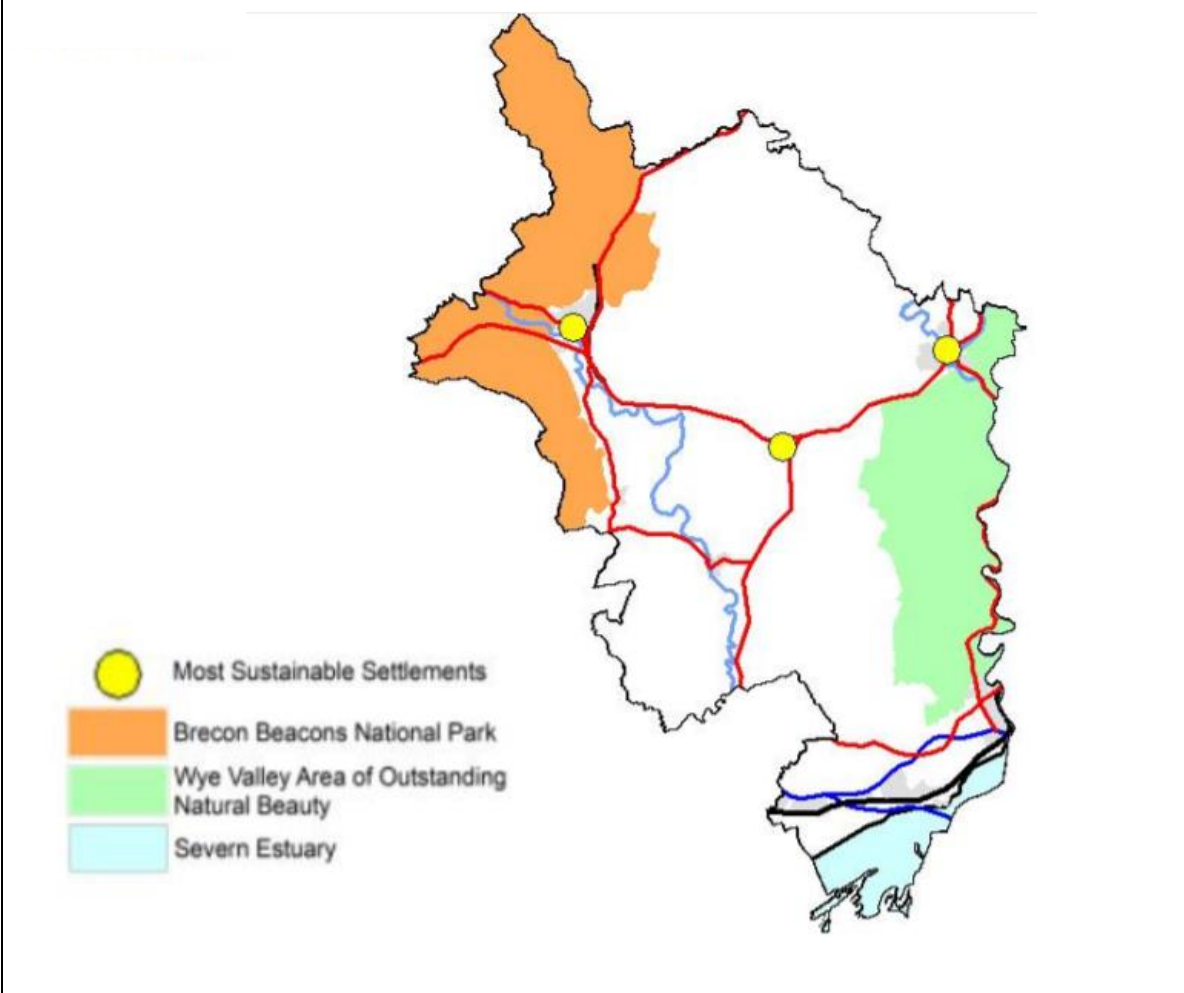 Most Sustainable Settlements
Brecon Beacons National Park
Wye Valley Area of Outstanding
Natural Beauty
Severn Estuary